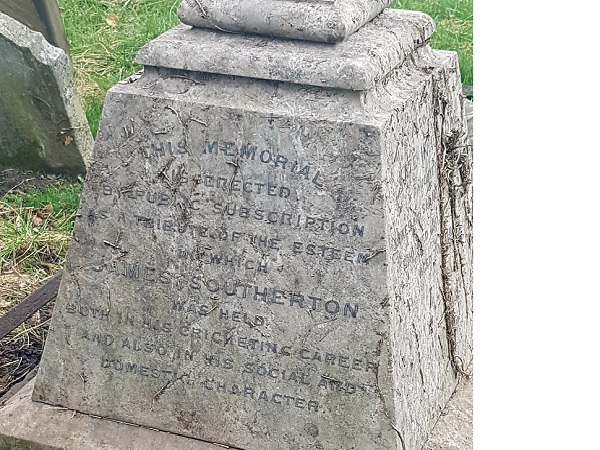 THIS MEMORIAL
IS ERECTED
BY PUBLIC SUBSCRIPTION
AS A TRIBUTE OF THE ESTEEM
IN WHICH
JAMES SOUTHERTON
WAS HELD,
BOTH IN HIS CRICKETING CAREER
AND ALSO IN HIS SOCIAL AND
DOMESTIC CHARACTER.